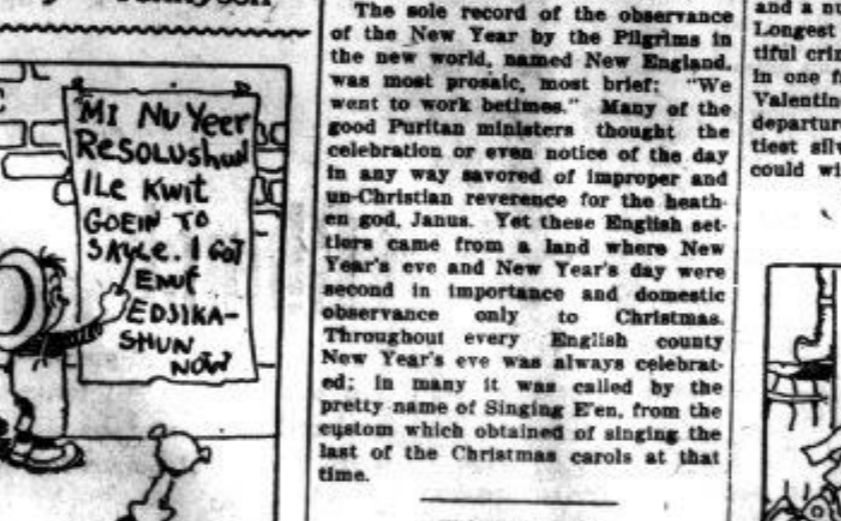 MI NU YEER
RESOLUSHUN
ILE KWIT
GOEIN TO
SKULE. I GOT
ENUF
EDJIKA-
SHUN
NOW
The sole record of the observance
of the New Year by the Pilgrims in
the new world, named New England,
was most prosaic, most brief: "We
went to work betimes." Many of the
good Puritan ministers thought the
celebration or even notice of the day
in any way savored of improper and
un-Christian reverence for the heath-
en god, Janus. Yet these English set-
tlers came from a land where New
Year's eve and New Year's day were
second in importance and domestic
observance only to Christmas.
Throughout every English county
New Year's eve was always celebrat-
ed; in many it was called by the
pretty name of Singing E'en, from the
custom which obtained of singing the
last of the Christmas carols at that
time.
and a
Longest
in one
Valentin
departur
could